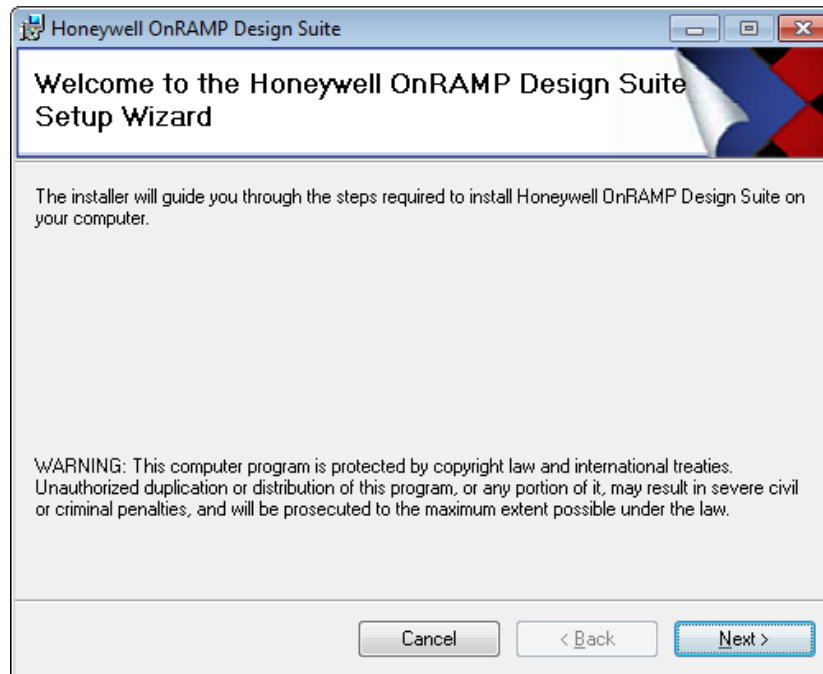 Honeywell OnRAMP Design Suite
Welcome to the Honeywell OnRAMP Design Suite
Setup Wizard
The installer will guide you through the steps required to install Honeywell OnRAMP Design Suite on
your computer.
WARNING: This computer program is protected by copyright law and international treaties.
Unauthorized duplication or distribution of this program, or any portion of it, may result in severe civil
or criminal penalties, and will be prosecuted to the maximum extent possible under the law.
Cancel < Back Next >